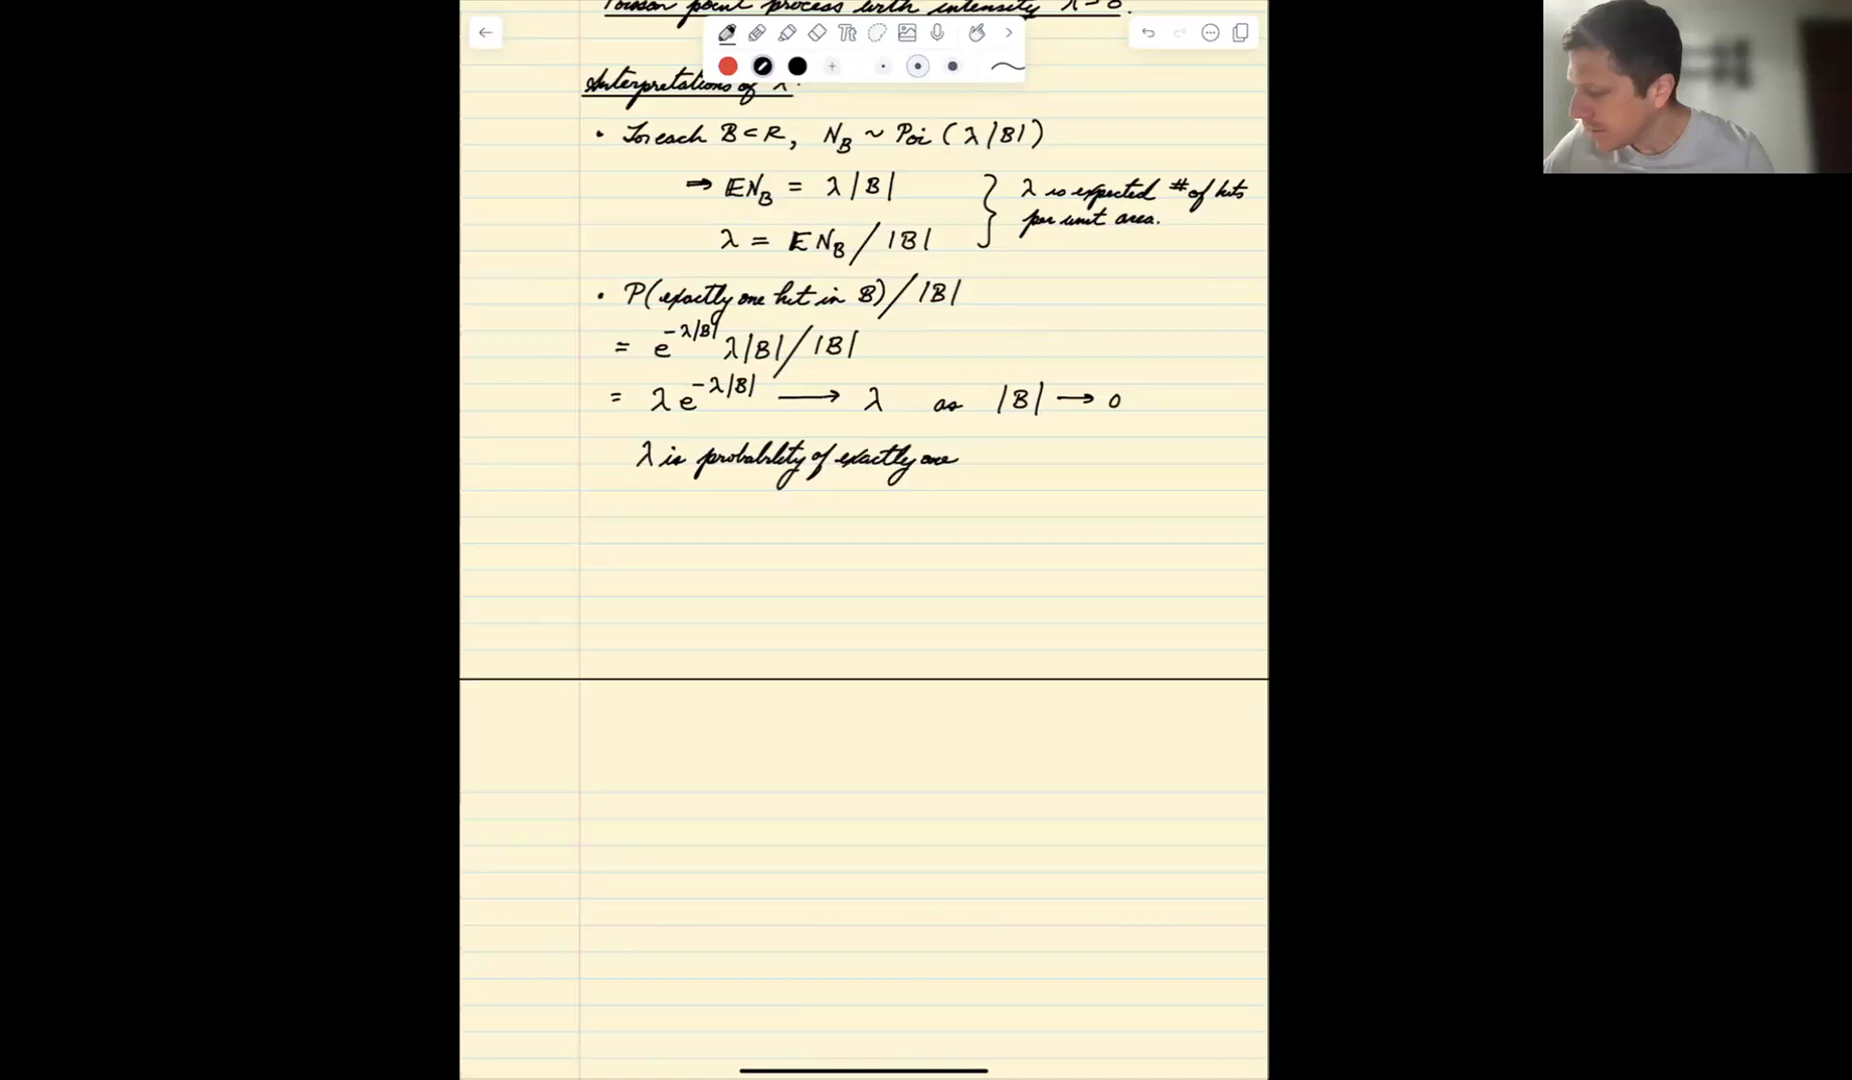 Poisson point process with intensity λ > 0.
Tt
Interpretations of λ:
• For each B ⊂ R, N_B ~ Poi (λ|B|)
⇒ EN_B = λ|B|
λ = EN_B / |B|
} λ is expected # of hits
per unit area.
• P(exactly one hit in B) / |B|
= e^{-λ|B|} λ|B| / |B|
= λ e^{-λ|B|} ⟶ λ as |B| → 0
λ is probability of exactly one